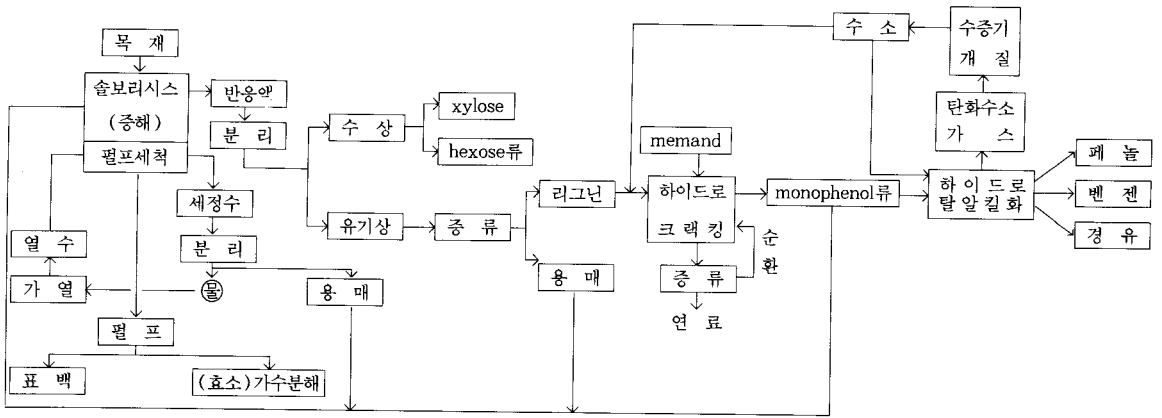 수 소
수증기
개 질
목 재
솔보리시스
(증해)
반응액
분 리
수 상
xylose
hexose류
memand
탄화수소
가 스
펄프세척
세정수
분 리
유기상
증 류
리그닌
하이드로
크 랙 킹
monophenol류
하 이 드 로
탈 알 킬 화
페 놀
벤 젠
경 유
열 수
가 열
물
용 매
용 매
증 류
순
환
연 료
펄 프
표 백
(효소)가수분해